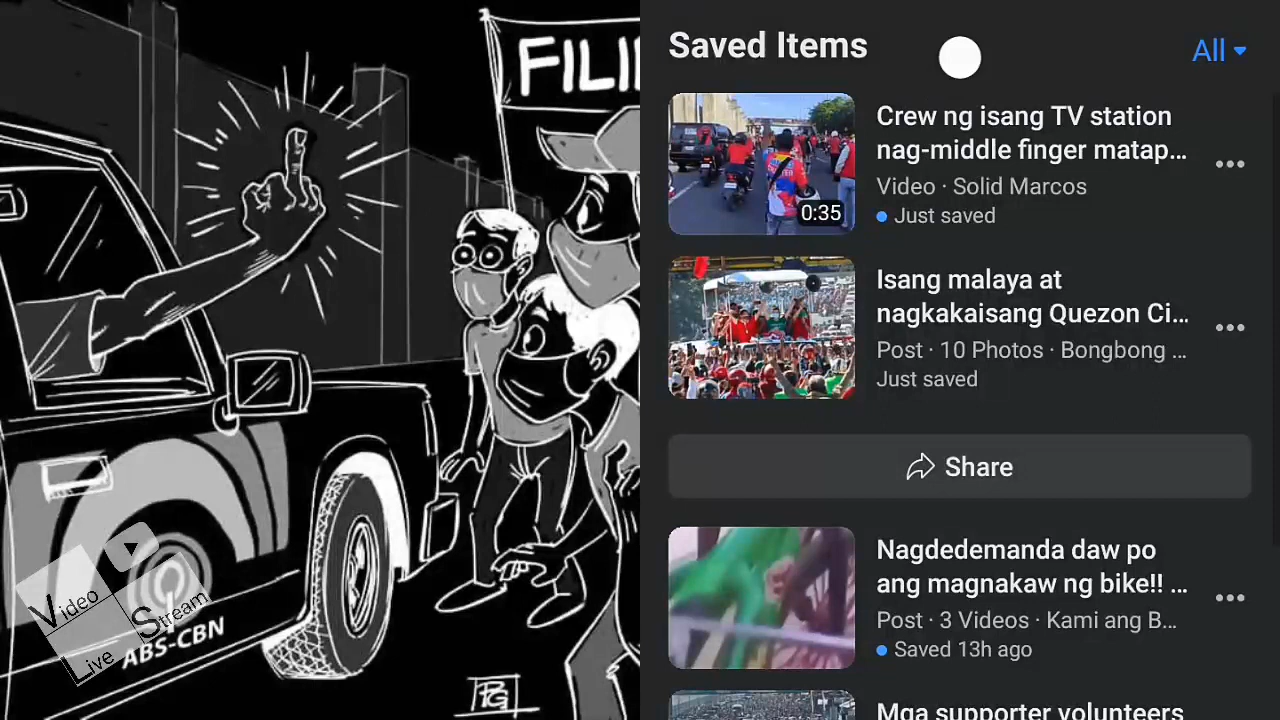 FILI
Video
Stream
Live
ABS-CBN
PG
Saved Items
All
Crew ng isang TV station
nag-middle finger matap...
Video · Solid Marcos
Just saved
0:35
Isang malaya at
nagkakaisang Quezon Ci...
Post · 10 Photos · Bongbong ...
Just saved
Share
Nagdedemanda daw po
ang magnakaw ng bike!! ...
Post · 3 Videos · Kami ang B...
Saved 13h ago
Mga supporter volunteers